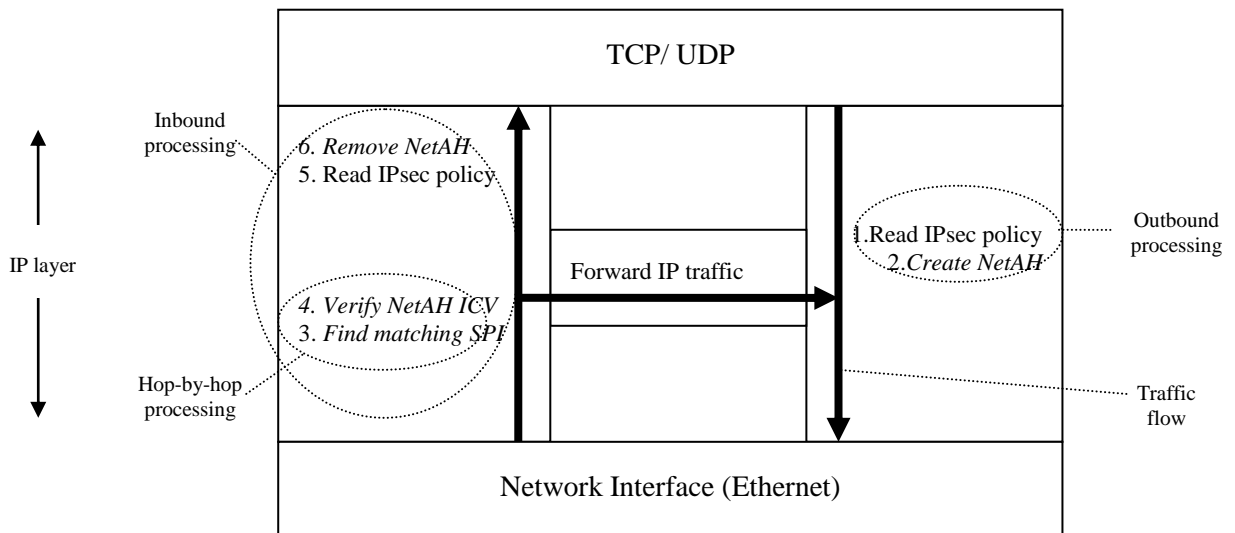 TCP/ UDP
Inbound
processing
6. Remove NetAH
5. Read IPsec policy
1.Read IPsec policy
2.Create NetAH
Outbound
processing
IP layer
Forward IP traffic
4. Verify NetAH ICV
3. Find matching SPI
Hop-by-hop
processing
Traffic
flow
Network Interface (Ethernet)